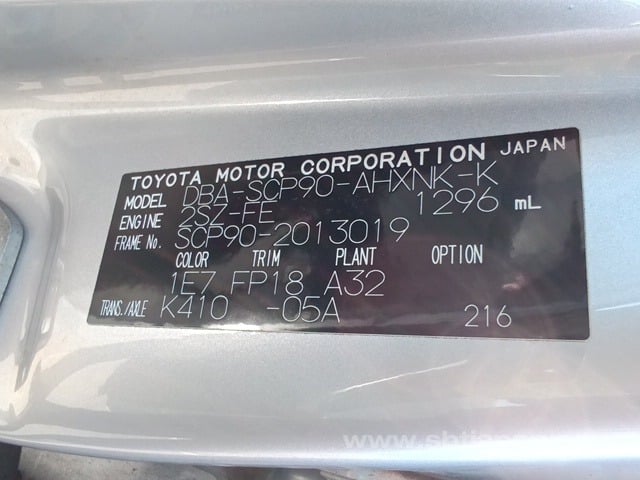 TOYOTA MOTOR CORPORATION JAPAN
MODEL DBA-SCP90-AHXNK-K
ENGINE 2SZ-FE 1296 mL
FRAME No. SCP90-2013019
COLOR TRIM PLANT OPTION
1E7 FP18 A32
TRANS./AXLE K410 -05A 216